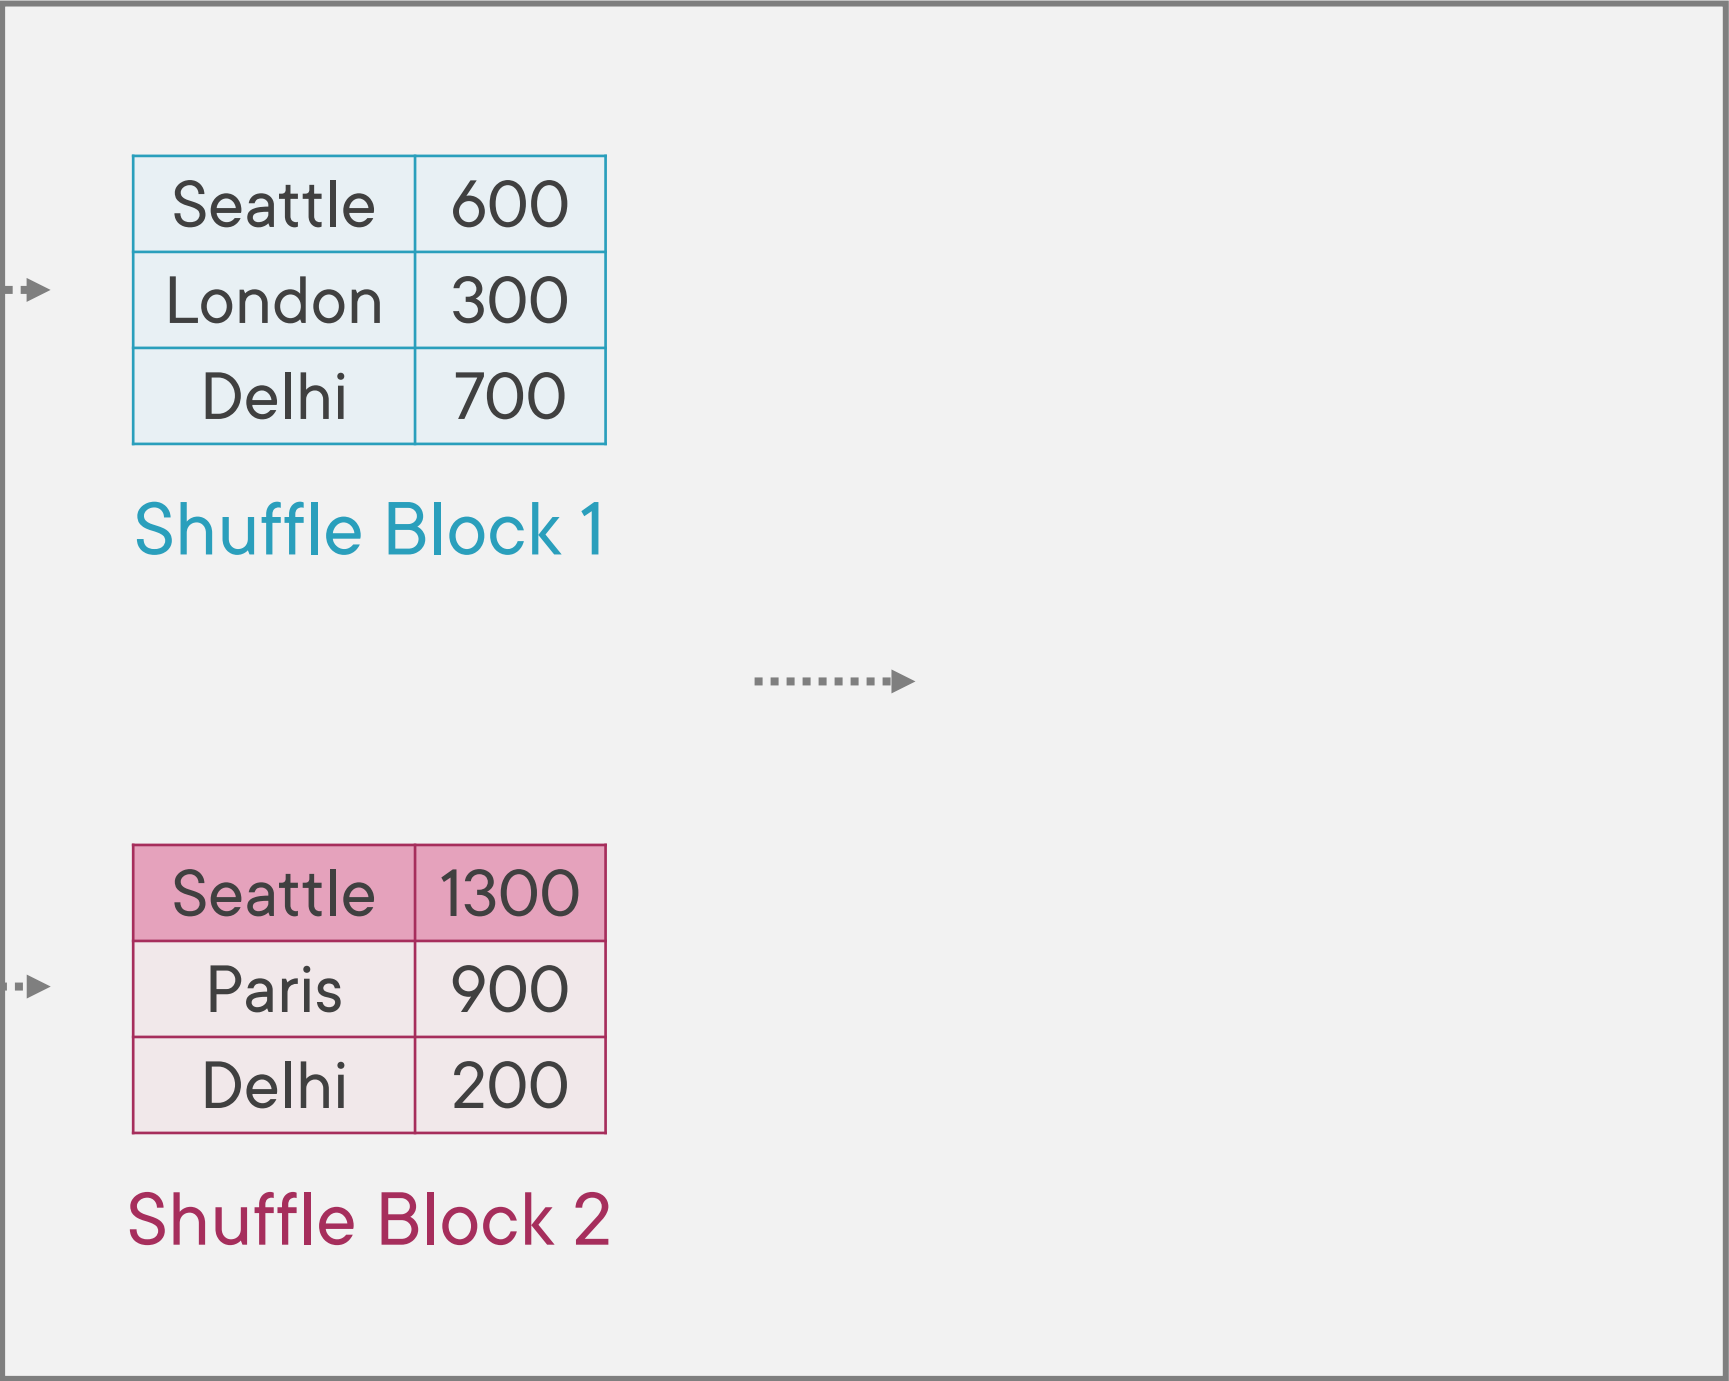 Seattle 600
London 300
Delhi 700
Shuffle Block 1
Seattle 1300
Paris 900
Delhi 200
Shuffle Block 2